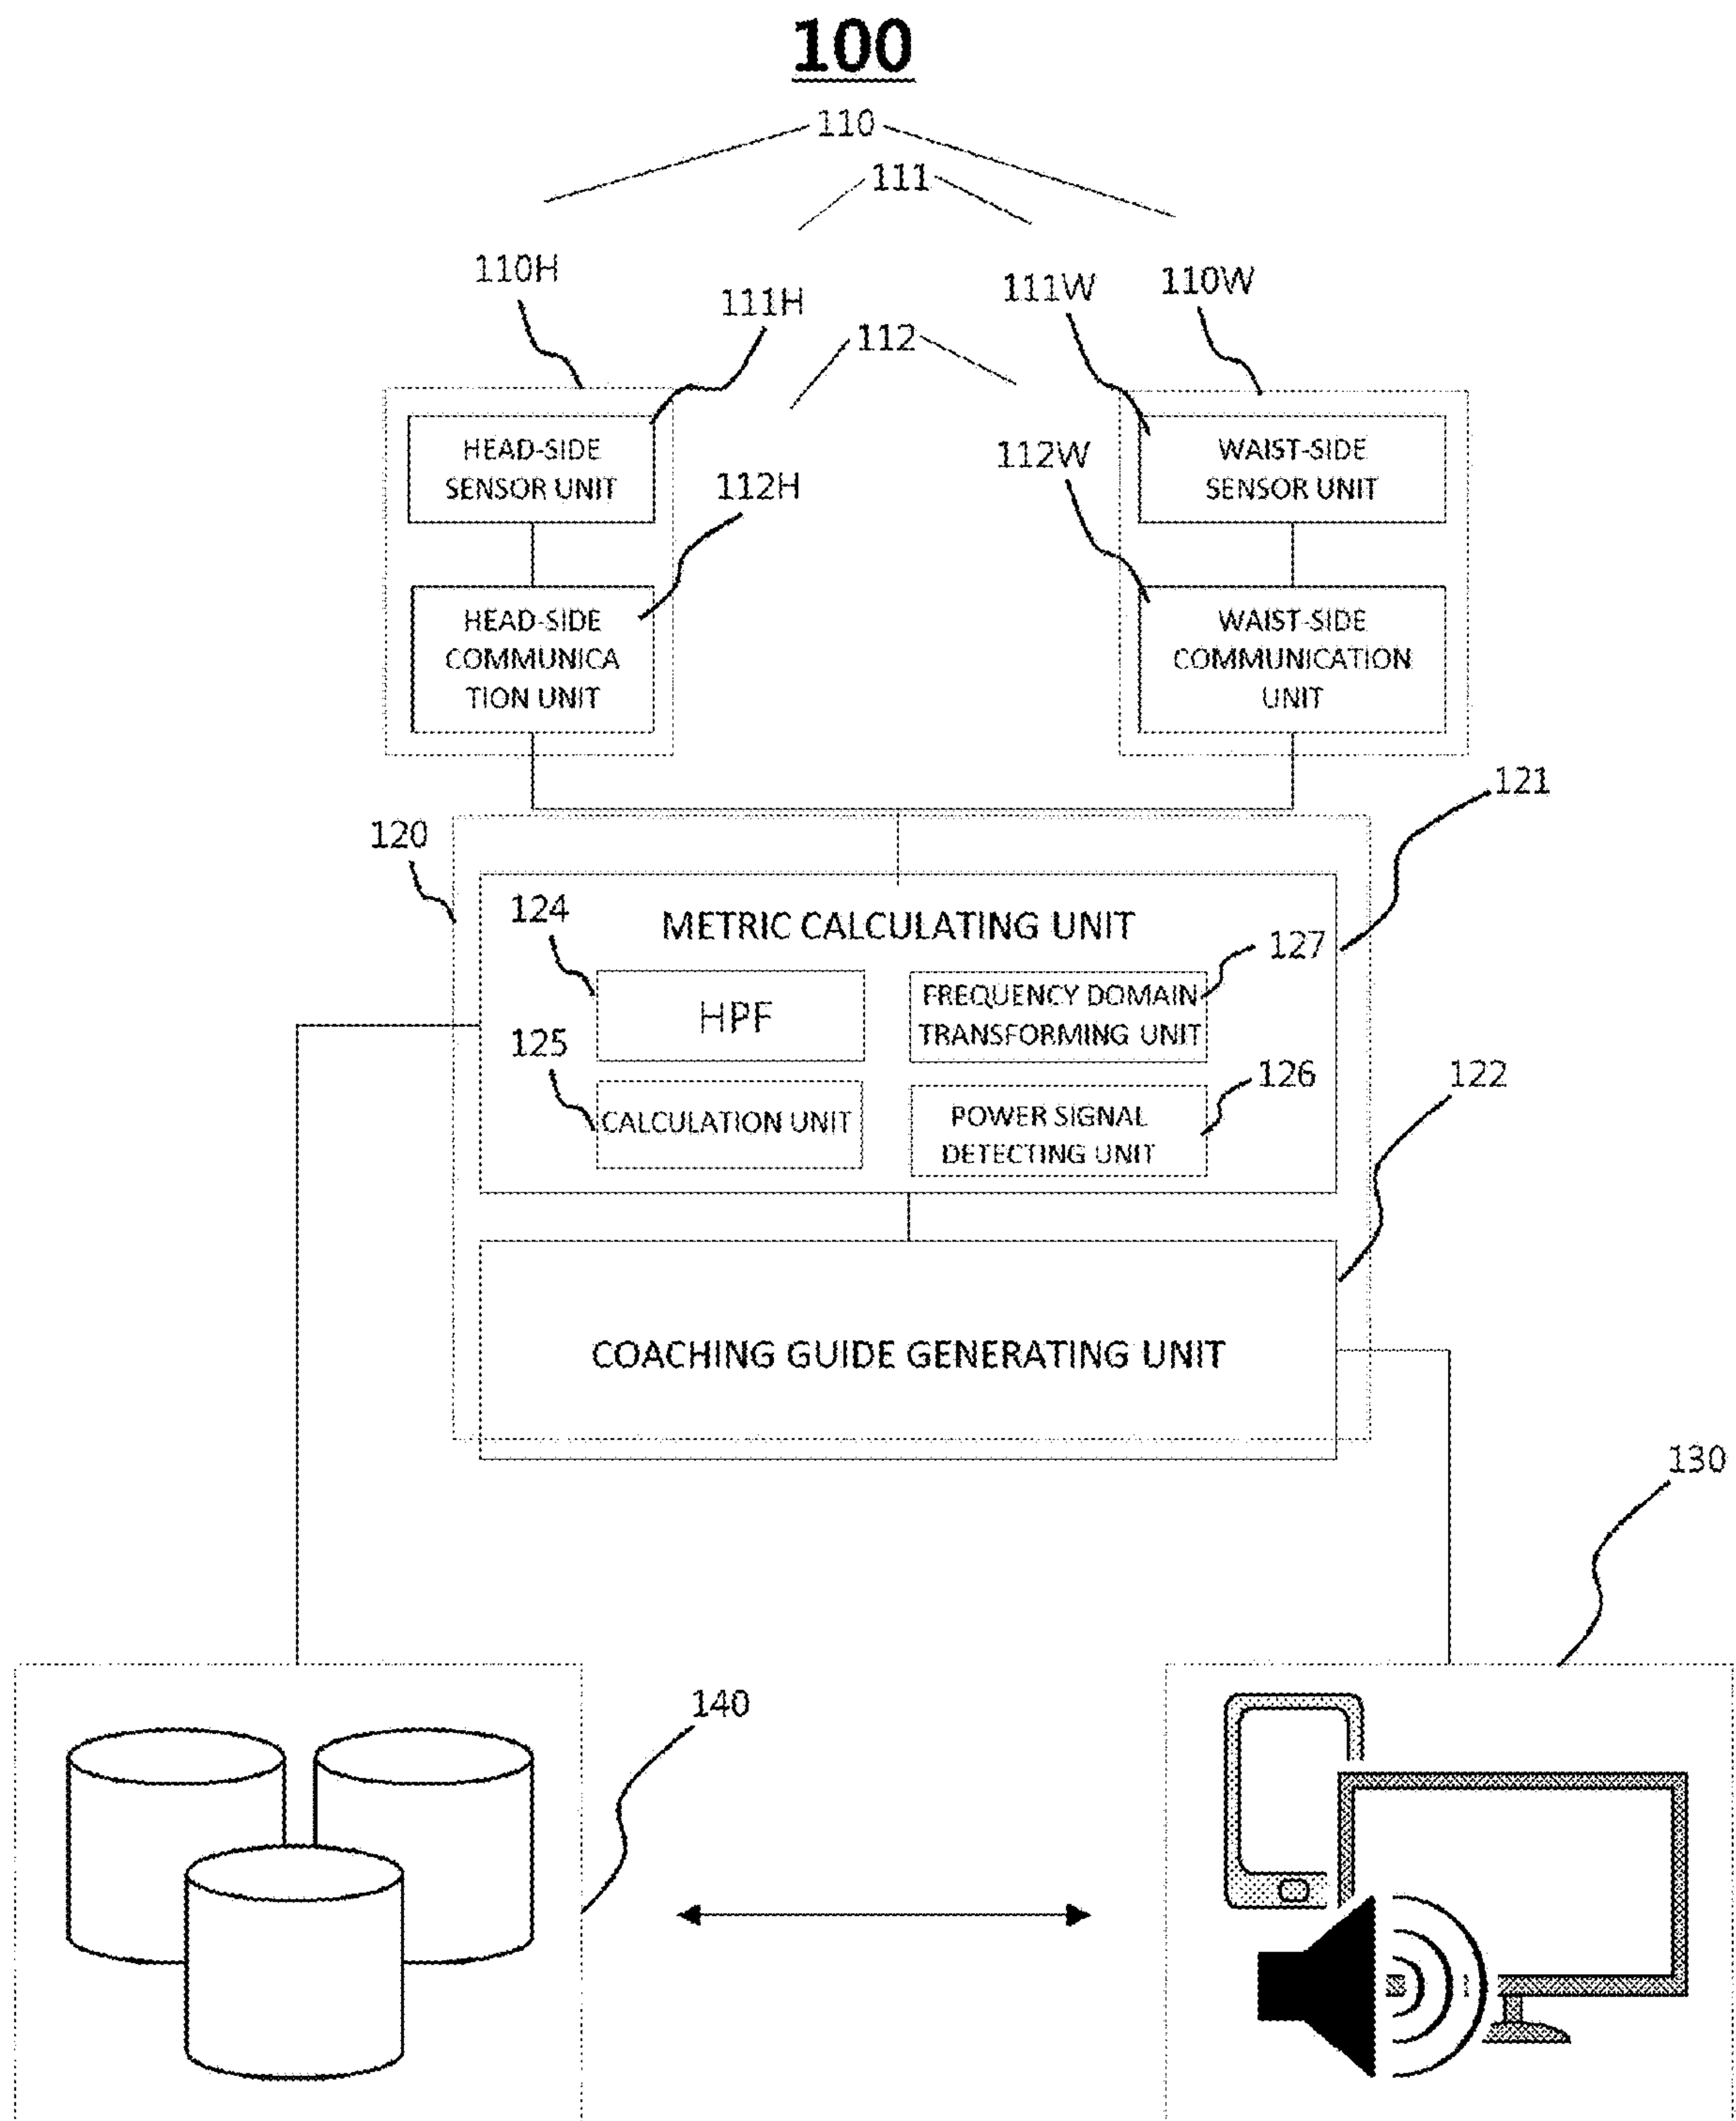 100
110
111
110H
111H
111W
110W
112
HEAD-SIDE
SENSOR UNIT
WAIST-SIDE
SENSOR UNIT
112H
112W
HEAD-SIDE
COMMUNICA
TION UNIT
WAIST-SIDE
COMMUNICATION
UNIT
121
120
METRIC CALCULATING UNIT
124
HPF
127
FREQUENCY DOMAIN
TRANSFORMING UNIT
125
CALCULATION UNIT
126
POWER SIGNAL
DETECTING UNIT
122
COACHING GUIDE GENERATING UNIT
130
140